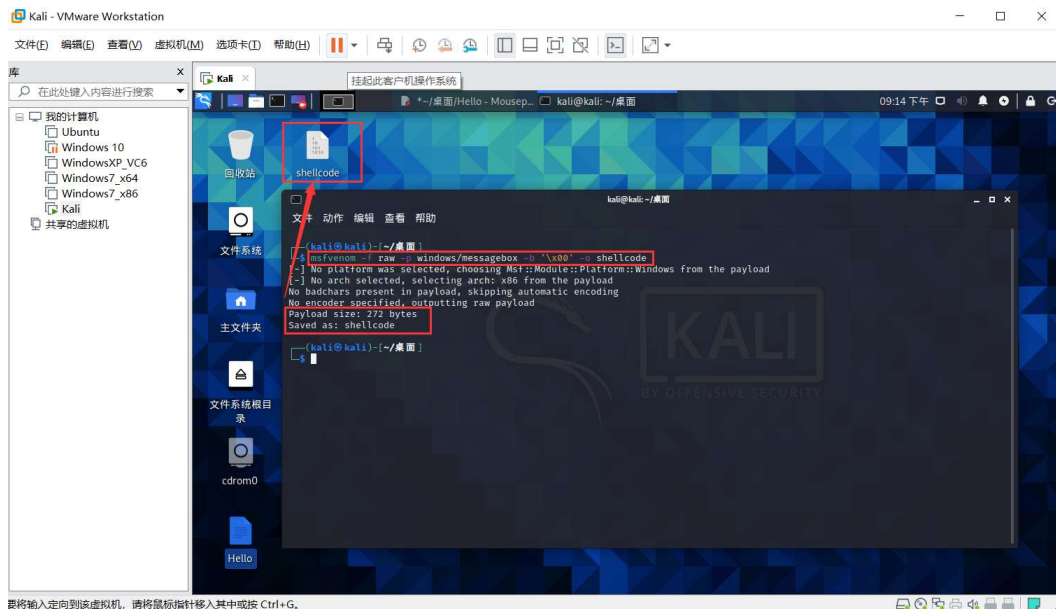 Kali - VMware Workstation
文件(F) 编辑(E) 查看(V) 虚拟机(M) 选项卡(T) 帮助(H)
库
Kali
挂起此客户机操作系统
在此处键入内容进行搜索
*~/桌面/Hello - Mousep...
kali@kali: ~/桌面
09:14 下午
我的计算机
Ubuntu
Windows 10
WindowsXP_VC6
Windows7_x64
Windows7_x86
Kali
共享的虚拟机
回收站
shellcode
文件系统
主文件夹
文件系统根目
录
cdrom0
Hello
kali@kali: ~/桌面
文件 动作 编辑 查看 帮助
(kali㉿kali)-[~/桌面]
$ msfvenom -f raw -p windows/messagebox -b '\x00' -o shellcode
[-] No platform was selected, choosing Msf::Module::Platform::Windows from the payload
[-] No arch selected, selecting arch: x86 from the payload
No badchars present in payload, skipping automatic encoding
No encoder specified, outputting raw payload
Payload size: 272 bytes
Saved as: shellcode
(kali㉿kali)-[~/桌面]
$
KALI
BY OFFENSIVE SECURITY
要将输入定向到该虚拟机，请将鼠标指针移入其中或按 Ctrl+G。